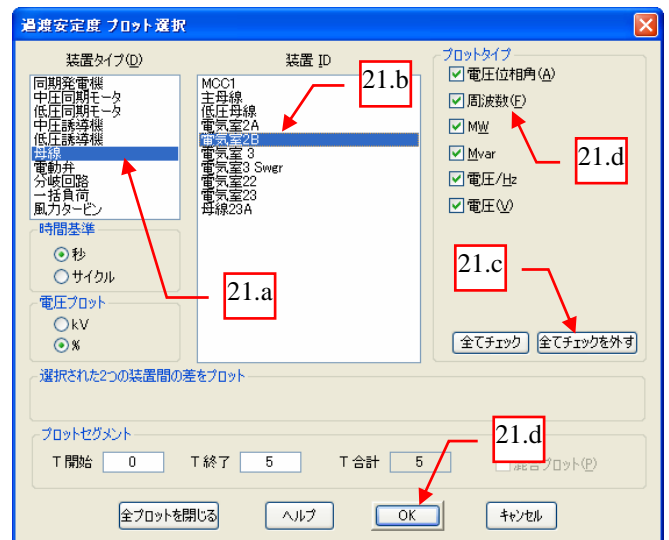 過渡安定度 プロット選択
装置タイプ(D)
同期発電機
中圧同期モータ
低圧同期モータ
中圧誘導機
低圧誘導機
母線
電動弁
分岐回路
一括負荷
風力タービン
装置 ID
MCC1
主母線
低圧母線
電気室2A
電気室2B
電気室 3
電気室3 Swgr
電気室22
電気室23
母線23A
プロットタイプ
電圧位相角(A)
周波数(F)
MW
Mvar
電圧/Hz
電圧(V)
全てチェック
全てチェックを外す
時間基準
秒
サイクル
電圧プロット
kV
%
選択された2つの装置間の差をプロット
プロットセグメント
T 開始 0 T 終了 5 T 合計 5 混合プロット(P)
全プロットを閉じる ヘルプ OK キャンセル
21.a
21.b
21.c
21.d
21.d